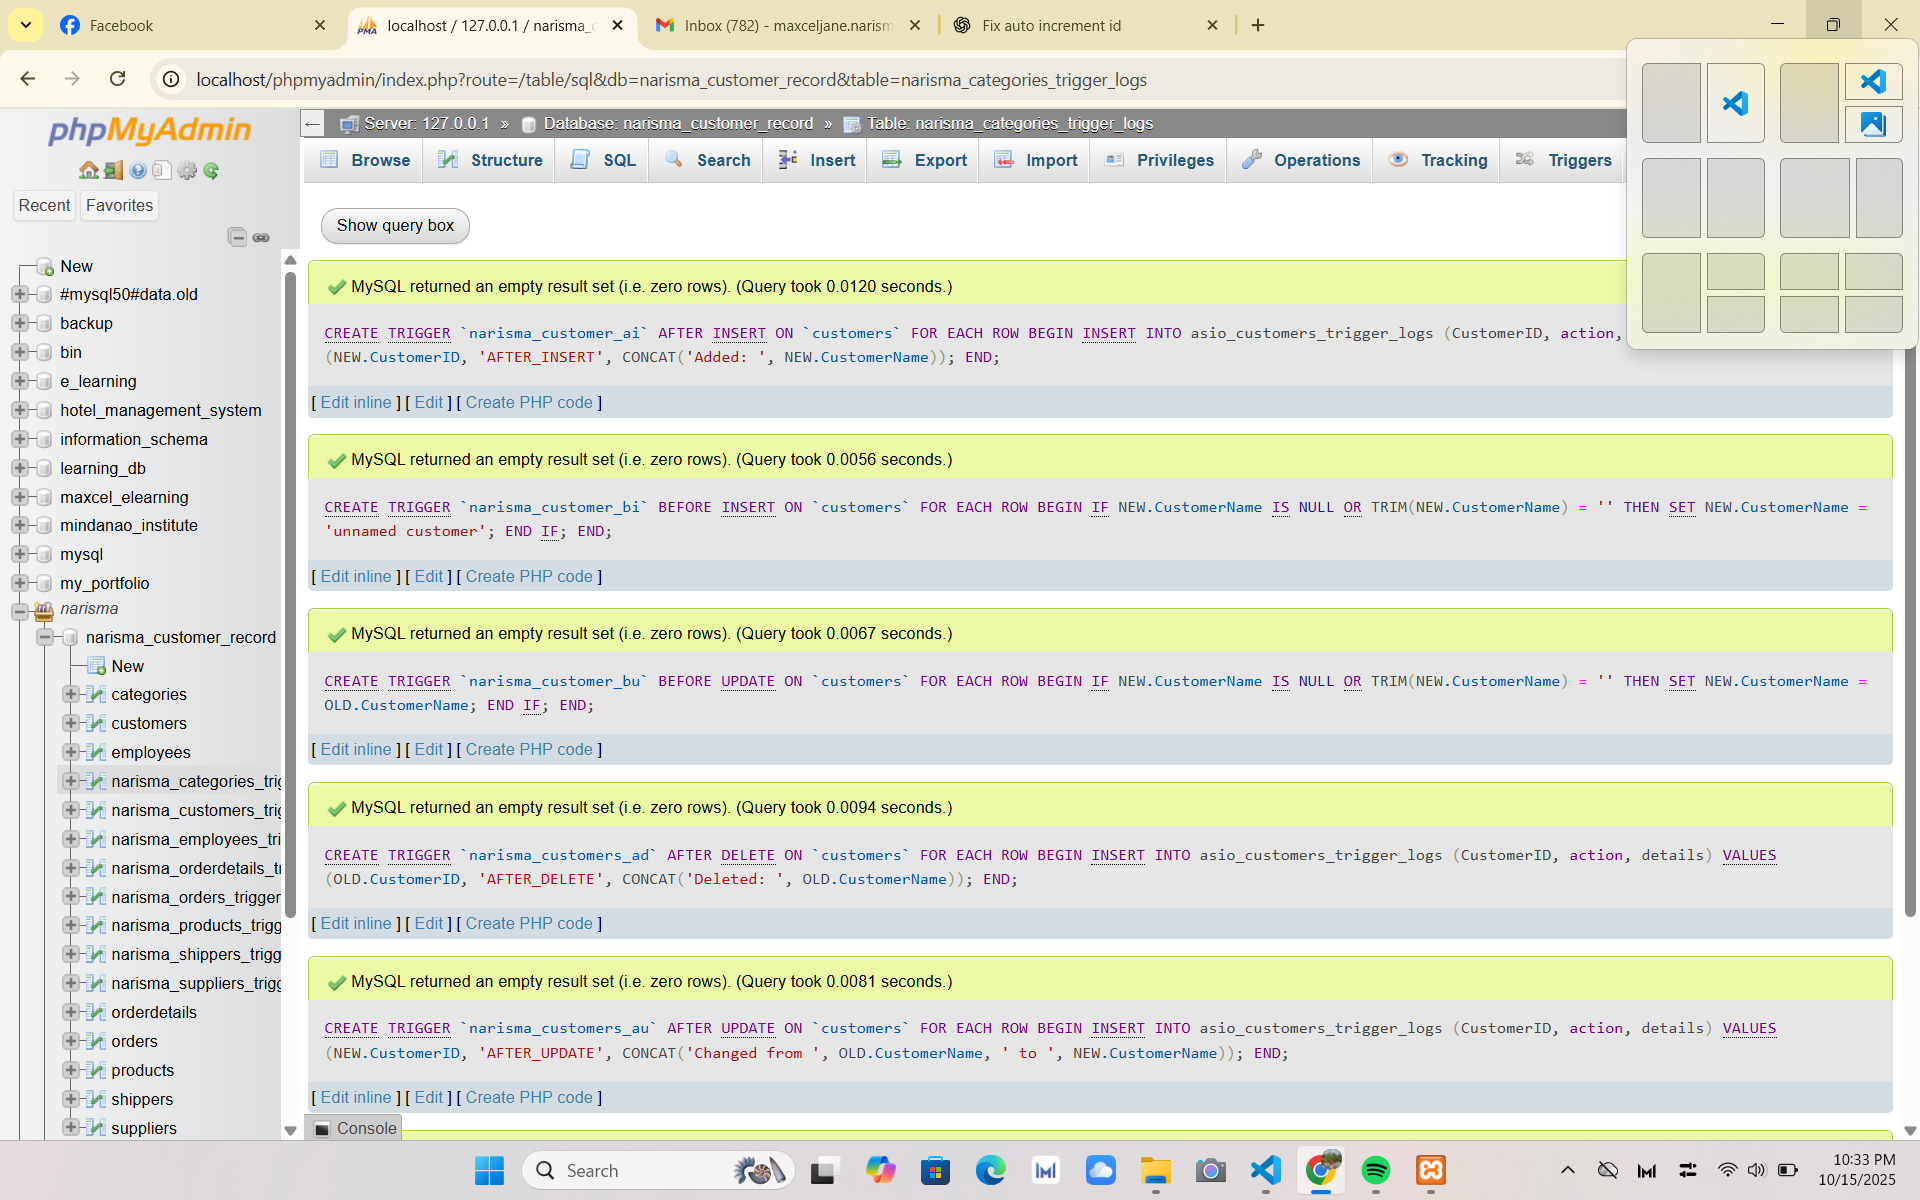 Facebook
localhost / 127.0.0.1 / narisma_c
Inbox (782) - maxceljane.narism
Fix auto increment id
localhost/phpmyadmin/index.php?route=/table/sql&db=narisma_customer_record&table=narisma_categories_trigger_logs
phpMyAdmin
Recent
Favorites
New
#mysql50#data.old
backup
bin
e_learning
hotel_management_system
information_schema
learning_db
maxcel_elearning
mindanao_institute
mysql
my_portfolio
narisma
narisma_customer_record
New
categories
customers
employees
narisma_categories_trig
narisma_customers_trig
narisma_employees_tri
narisma_orderdetails_tr
narisma_orders_trigger
narisma_products_trigg
narisma_shippers_trigg
narisma_suppliers_trigg
orderdetails
orders
products
shippers
suppliers
Server: 127.0.0.1 » Database: narisma_customer_record » Table: narisma_categories_trigger_logs
Browse Structure SQL Search Insert Export Import Privileges Operations Tracking Triggers
Show query box
MySQL returned an empty result set (i.e. zero rows). (Query took 0.0120 seconds.)
CREATE TRIGGER `narisma_customer_ai` AFTER INSERT ON `customers` FOR EACH ROW BEGIN INSERT INTO asio_customers_trigger_logs (CustomerID, action,
(NEW.CustomerID, 'AFTER_INSERT', CONCAT('Added: ', NEW.CustomerName)); END;
[ Edit inline ] [ Edit ] [ Create PHP code ]
MySQL returned an empty result set (i.e. zero rows). (Query took 0.0056 seconds.)
CREATE TRIGGER `narisma_customer_bi` BEFORE INSERT ON `customers` FOR EACH ROW BEGIN IF NEW.CustomerName IS NULL OR TRIM(NEW.CustomerName) = '' THEN SET NEW.CustomerName =
'unnamed customer'; END IF; END;
[ Edit inline ] [ Edit ] [ Create PHP code ]
MySQL returned an empty result set (i.e. zero rows). (Query took 0.0067 seconds.)
CREATE TRIGGER `narisma_customer_bu` BEFORE UPDATE ON `customers` FOR EACH ROW BEGIN IF NEW.CustomerName IS NULL OR TRIM(NEW.CustomerName) = '' THEN SET NEW.CustomerName =
OLD.CustomerName; END IF; END;
[ Edit inline ] [ Edit ] [ Create PHP code ]
MySQL returned an empty result set (i.e. zero rows). (Query took 0.0094 seconds.)
CREATE TRIGGER `narisma_customers_ad` AFTER DELETE ON `customers` FOR EACH ROW BEGIN INSERT INTO asio_customers_trigger_logs (CustomerID, action, details) VALUES
(OLD.CustomerID, 'AFTER_DELETE', CONCAT('Deleted: ', OLD.CustomerName)); END;
[ Edit inline ] [ Edit ] [ Create PHP code ]
MySQL returned an empty result set (i.e. zero rows). (Query took 0.0081 seconds.)
CREATE TRIGGER `narisma_customers_au` AFTER UPDATE ON `customers` FOR EACH ROW BEGIN INSERT INTO asio_customers_trigger_logs (CustomerID, action, details) VALUES
(NEW.CustomerID, 'AFTER_UPDATE', CONCAT('Changed from ', OLD.CustomerName, ' to ', NEW.CustomerName)); END;
[ Edit inline ] [ Edit ] [ Create PHP code ]
Console
Search
10:33 PM
10/15/2025